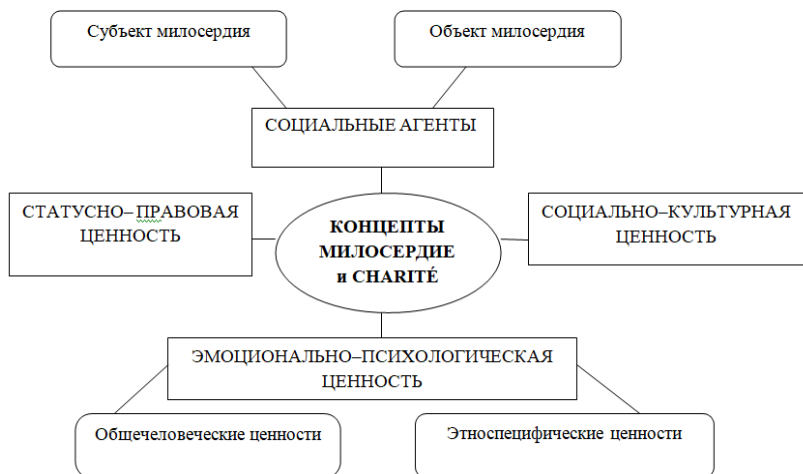 Субъект милосердия
Объект милосердия
СОЦИАЛЬНЫЕ АГЕНТЫ
СТАТУСНО–ПРАВОВАЯ
ЦЕННОСТЬ
КОНЦЕПТЫ
МИЛОСЕРДИЕ
и CHARITÉ
СОЦИАЛЬНО–КУЛЬТУРНАЯ
ЦЕННОСТЬ
ЭМОЦИОНАЛЬНО–ПСИХОЛОГИЧЕСКАЯ
ЦЕННОСТЬ
Общечеловеческие ценности
Этноспецифические ценности